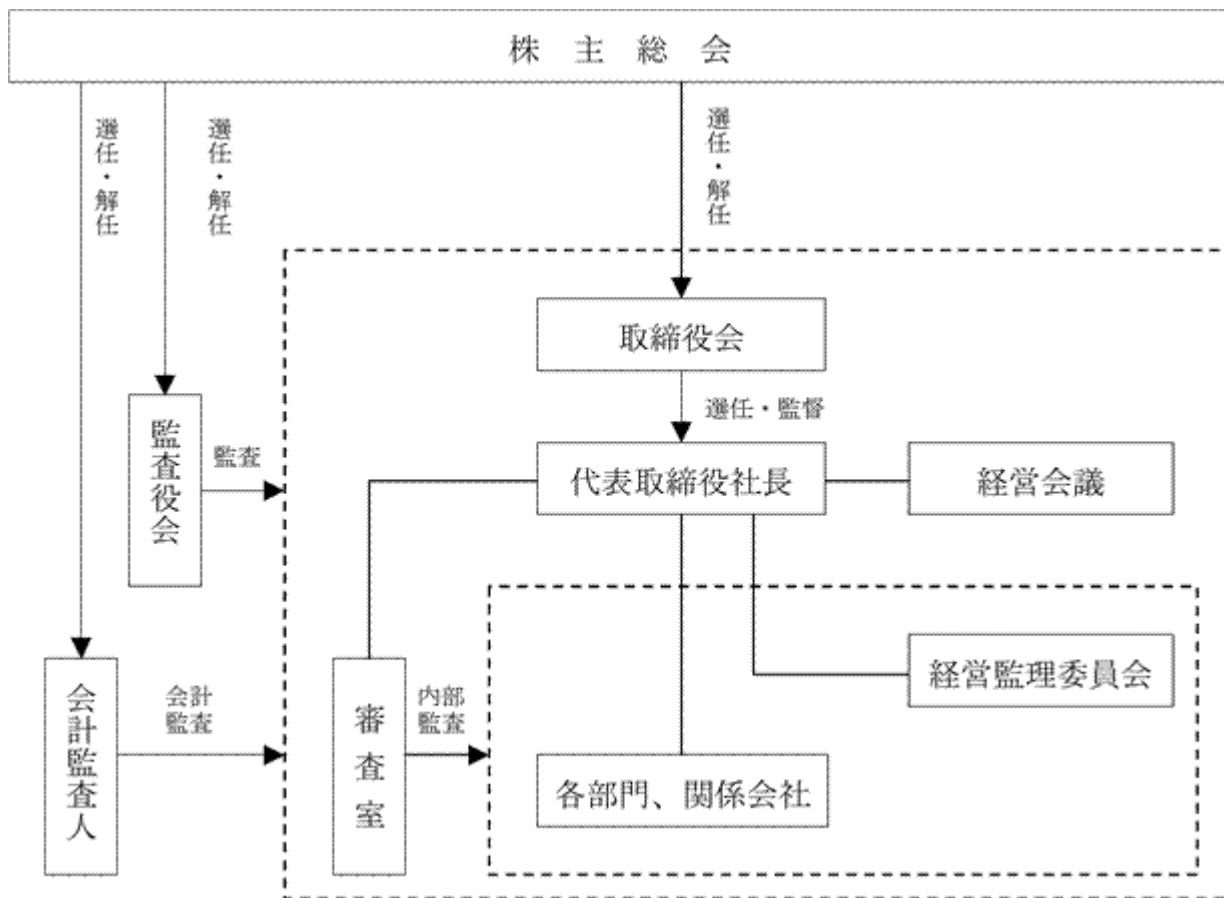 株主総会
選任・解任
選任・解任
選任・解任
取締役会
選任・監督
監査役会
監査
代表取締役社長
経営会議
経営監理委員会
会計監査人
会計
監査
審査室
内部
監査
各部門、関係会社